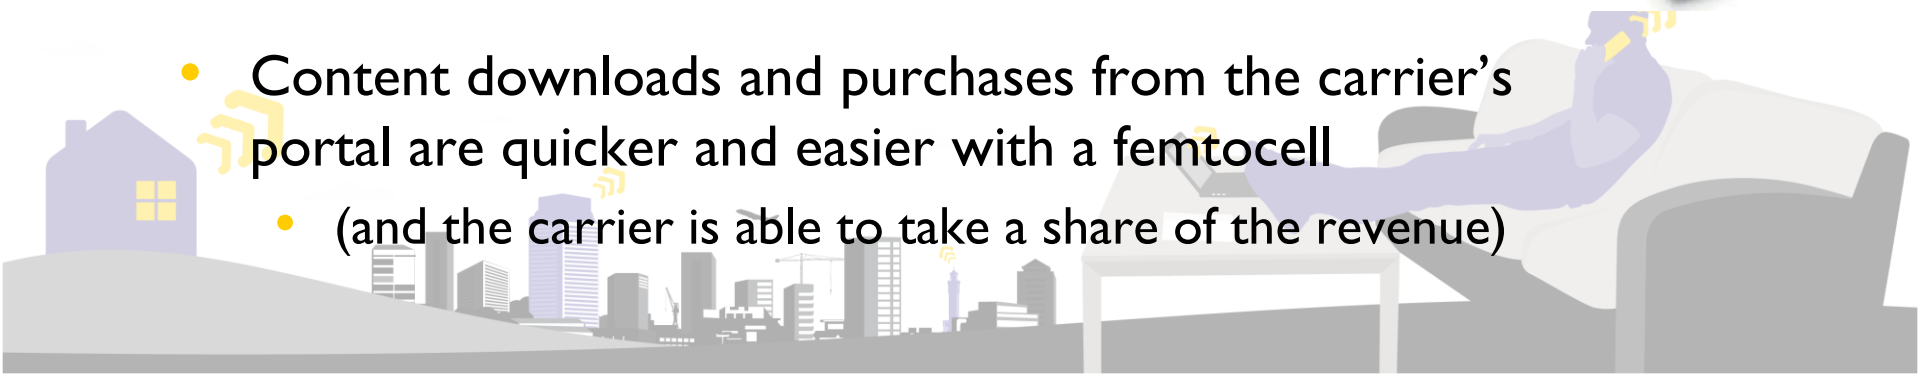 • Content downloads and purchases from the carrier’s
portal are quicker and easier with a femtocell
• (and the carrier is able to take a share of the revenue)